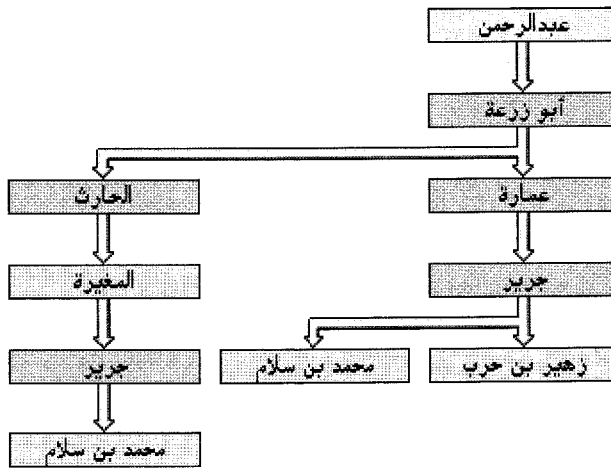 عبدالرحمن
أبو زرعة
عمارة
الحارث
جرير
المغيرة
زهير بن حرب
محمد بن سلام
جرير
محمد بن سلام